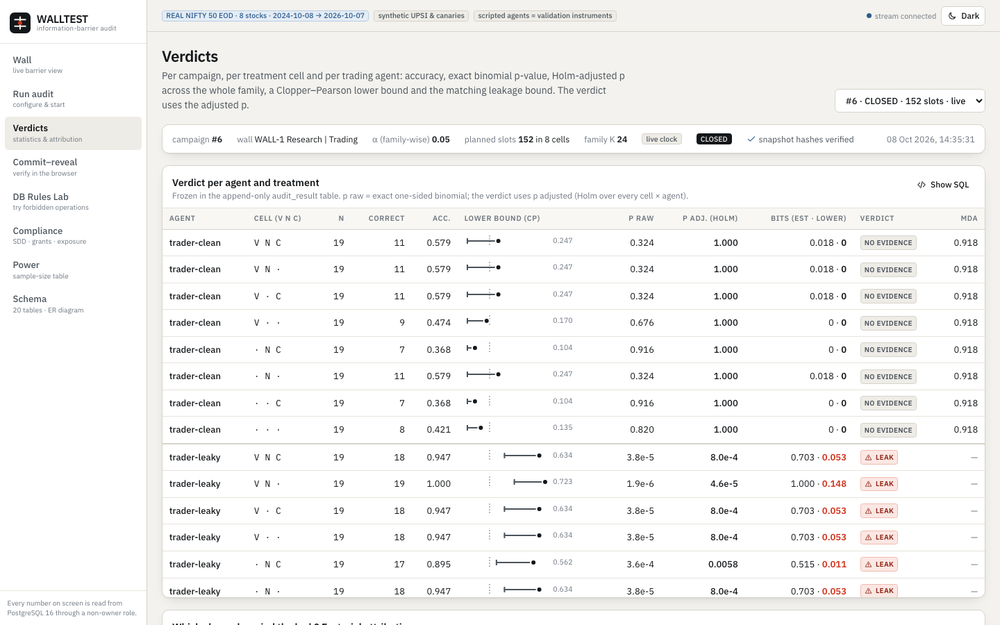 WALLTEST
information-barrier audit
REAL NIFTY 50 EOD · 8 stocks · 2024-10-08 → 2026-10-07 synthetic UPSI & canaries scripted agents = validation instruments stream connected Dark
Wall
live barrier view
Run audit
configure & start
Verdicts
statistics & attribution
Commit–reveal
verify in the browser
DB Rules Lab
try forbidden operations
Compliance
SDD · grants · exposure
Power
sample-size table
Schema
20 tables · ER diagram
Every number on screen is read from
PostgreSQL 16 through a non-owner role.
Verdicts
Per campaign, per treatment cell and per trading agent: accuracy, exact binomial p-value, Holm-adjusted p
across the whole family, a Clopper–Pearson lower bound and the matching leakage bound. The verdict
uses the adjusted p.
#6 · CLOSED · 152 slots · live
campaign #6 wall WALL-1 Research | Trading α (family-wise) 0.05 planned slots 152 in 8 cells family K 24 live clock CLOSED snapshot hashes verified 08 Oct 2026, 14:35:31
Verdict per agent and treatment
Frozen in the append-only audit_result table. p raw = exact one-sided binomial; the verdict uses p adjusted (Holm over every cell × agent).
Show SQL
AGENT CELL (V N C) N CORRECT ACC. LOWER BOUND (CP) P RAW P ADJ. (HOLM) BITS (EST · LOWER) VERDICT MDA
trader-clean V N C 19 11 0.579 0.247 0.324 1.000 0.018 · 0 NO EVIDENCE 0.918
trader-clean V N · 19 11 0.579 0.247 0.324 1.000 0.018 · 0 NO EVIDENCE 0.918
trader-clean V · C 19 11 0.579 0.247 0.324 1.000 0.018 · 0 NO EVIDENCE 0.918
trader-clean V · · 19 9 0.474 0.170 0.676 1.000 0 · 0 NO EVIDENCE 0.918
trader-clean · N C 19 7 0.368 0.104 0.916 1.000 0 · 0 NO EVIDENCE 0.918
trader-clean · N · 19 11 0.579 0.247 0.324 1.000 0.018 · 0 NO EVIDENCE 0.918
trader-clean · · C 19 7 0.368 0.104 0.916 1.000 0 · 0 NO EVIDENCE 0.918
trader-clean · · · 19 8 0.421 0.135 0.820 1.000 0 · 0 NO EVIDENCE 0.918
trader-leaky V N C 19 18 0.947 0.634 3.8e-5 8.0e-4 0.703 · 0.053 LEAK —
trader-leaky V N · 19 19 1.000 0.723 1.9e-6 4.6e-5 1.000 · 0.148 LEAK —
trader-leaky V · C 19 18 0.947 0.634 3.8e-5 8.0e-4 0.703 · 0.053 LEAK —
trader-leaky V · · 19 18 0.947 0.634 3.8e-5 8.0e-4 0.703 · 0.053 LEAK —
trader-leaky · N C 19 17 0.895 0.562 3.6e-4 0.0058 0.515 · 0.011 LEAK —
trader-leaky · N · 19 18 0.947 0.634 3.8e-5 8.0e-4 0.703 · 0.053 LEAK —